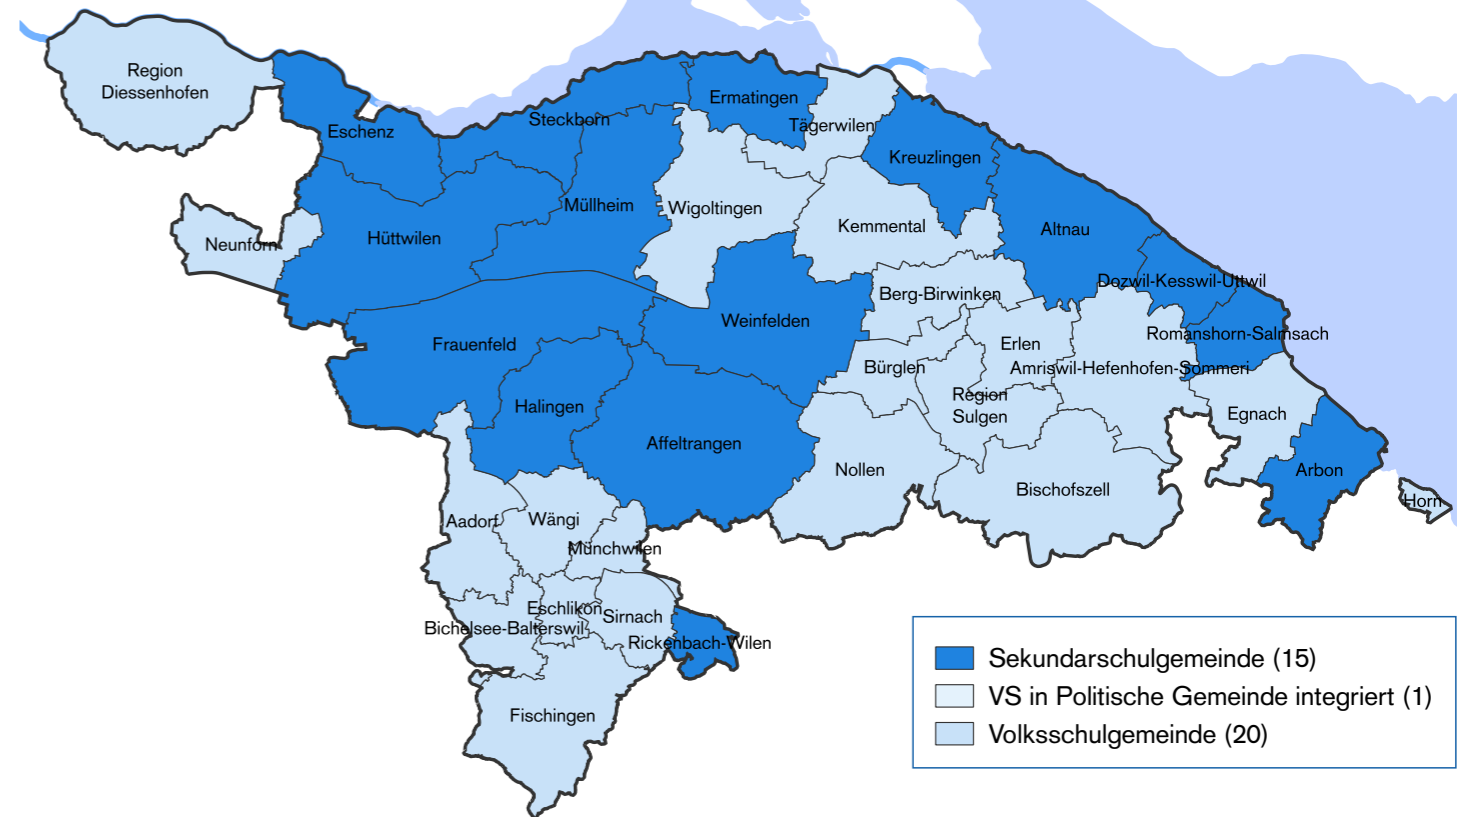 Region
Diessenhofen
Ermatingen
Steckborn
Tägerwilen
Eschenz
Kreuzlingen
Müllheim
Wigoltingen
Kemmental
Altnau
Hüttwilen
Neunforn
Dozwil-Kesswil-Uttwil
Berg-Birwinken
Weinfelden
Romanshorn-Salmsach
Frauenfeld
Erlen
Bürglen
Amriswil-Hefenhofen-Sommeri
Region
Sulgen
Halingen
Egnach
Affeltrangen
Nollen
Arbon
Bischofszell
Horn
Aadorf
Wängi
Münchwilen
Eschlikon
Sirnach
Bichelsee-Balterswil
Rickenbach-Wilen
Fischingen
Sekundarschulgemeinde (15)
VS in Politische Gemeinde integriert (1)
Volksschulgemeinde (20)